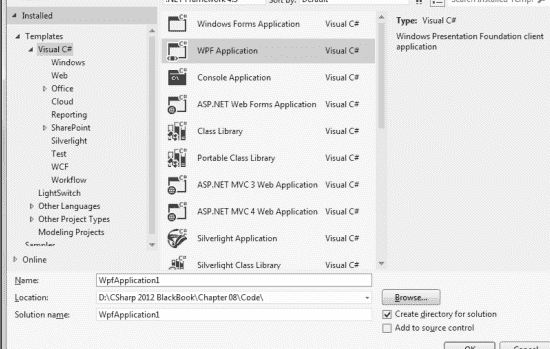 .NET Framework 4.5 Sort by: Default Search Installed Templ
Installed
Templates
Visual C#
Windows
Web
Office
Cloud
Reporting
SharePoint
Silverlight
Test
WCF
Workflow
LightSwitch
Other Languages
Other Project Types
Modeling Projects
Samples
Online
Windows Forms Application Visual C#
WPF Application Visual C#
Console Application Visual C#
ASP.NET Web Forms Application Visual C#
Class Library Visual C#
Portable Class Library Visual C#
ASP.NET MVC 3 Web Application Visual C#
ASP.NET MVC 4 Web Application Visual C#
Silverlight Application Visual C#
Silverlight Class Library Visual C#
Type: Visual C#
Windows Presentation Foundation client
application
Name: WpfApplication1
Location: D:\CSharp 2012 BlackBook\Chapter 08\Code\
Solution name: WpfApplication1
Browse...
Create directory for solution
Add to source control
OK Cancel